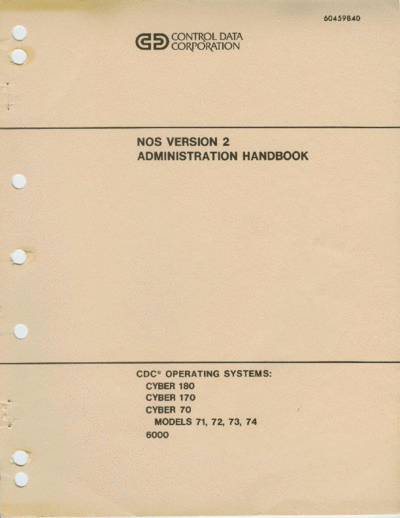 60459840
CONTROL DATA
CORPORATION
NOS VERSION 2
ADMINISTRATION HANDBOOK
CDC® OPERATING SYSTEMS:
CYBER 180
CYBER 170
CYBER 70
MODELS 71, 72, 73, 74
6000